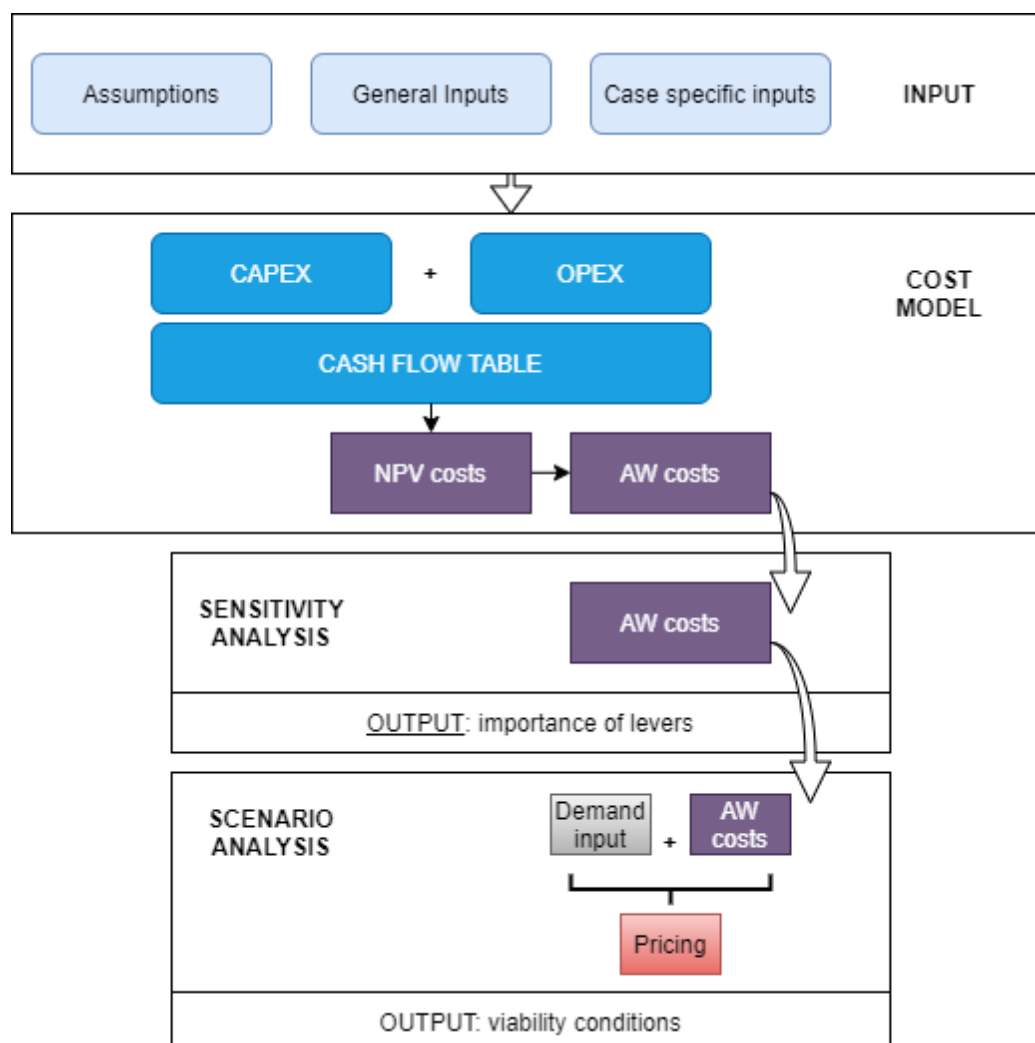 Assumptions
General Inputs
Case specific inputs
INPUT
CAPEX
+
OPEX
COST
MODEL
CASH FLOW TABLE
NPV costs
AW costs
SENSITIVITY
ANALYSIS
AW costs
OUTPUT: importance of levers
SCENARIO
ANALYSIS
Demand
input
+
AW
costs
Pricing
OUTPUT: viability conditions